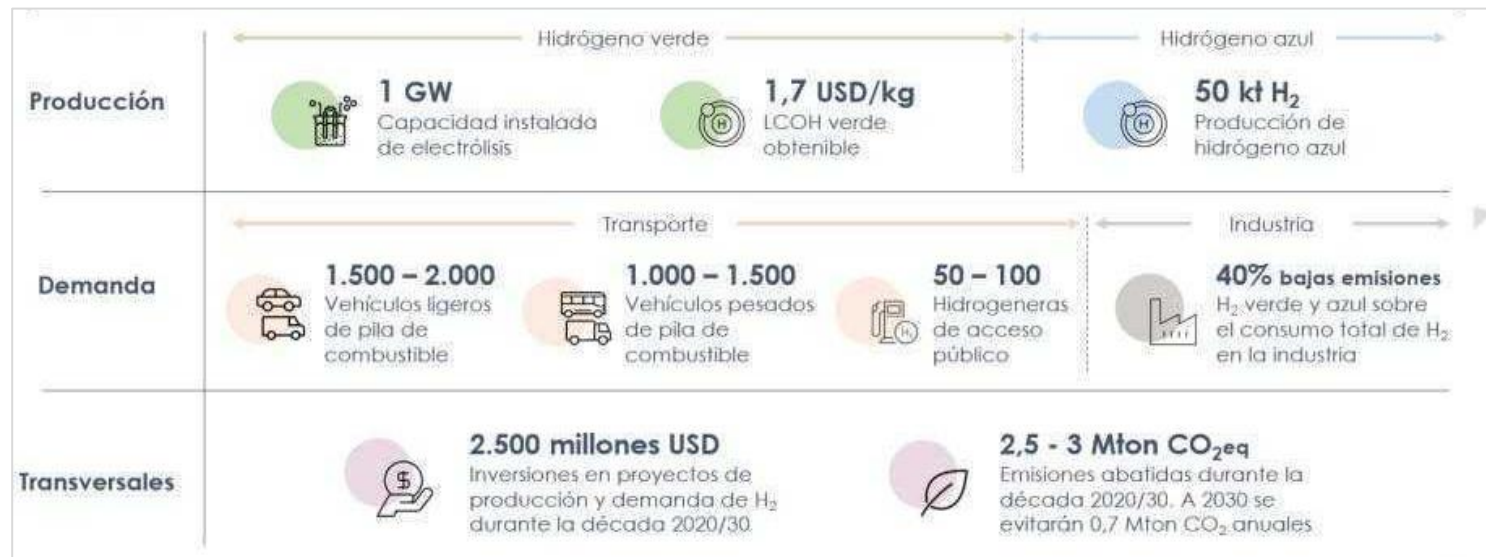 Hidrógeno verde
Hidrógeno azul
Producción
1 GW
Capacidad instalada
de electrólisis
1,7 USD/kg
LCOH verde
obtenible
50 kt H₂
Producción de
hidrógeno azul
Transporte
Industria
Demanda
1.500 – 2.000
Vehículos ligeros
de pila de
combustible
1.000 – 1.500
Vehículos pesados
de pila de
combustible
50 – 100
Hidrogeneras
de acceso
público
40% bajas emisiones
H₂ verde y azul sobre
el consumo total de H₂
en la industria
Transversales
2.500 millones USD
Inversiones en proyectos de
producción y demanda de H₂
durante la década 2020/30
2,5 - 3 Mton CO₂eq
Emisiones abatidas durante la
década 2020/30. A 2030 se
evitarán 0,7 Mton CO₂ anuales